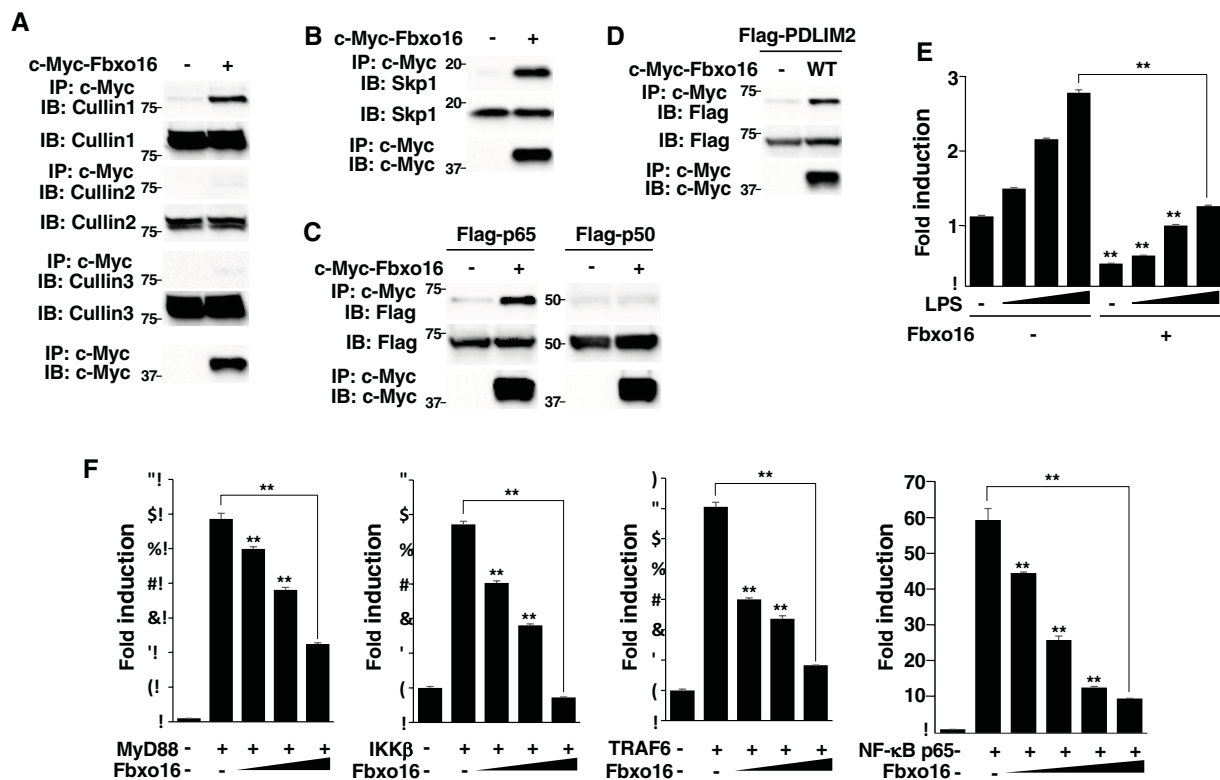 A
c-Myc-Fbxo16 - +
IP: c-Myc
IB: Cullin1
75
IB: Cullin1
75
IP: c-Myc
IB: Cullin2
IB: Cullin2
75
IP: c-Myc
IB: Cullin3
IB: Cullin3
75
IP: c-Myc
IB: c-Myc
37
B
c-Myc-Fbxo16 - +
IP: c-Myc
IB: Skp1
20
IB: Skp1
20
IP: c-Myc
IB: c-Myc
37
C
Flag-p65 Flag-p50
c-Myc-Fbxo16 - + - +
IP: c-Myc
IB: Flag
75 50
IB: Flag
75 50
IP: c-Myc
IB: c-Myc
37 37
D
Flag-PDLIM2
c-Myc-Fbxo16 - WT
IP: c-Myc
IB: Flag
75
IB: Flag
75
IP: c-Myc
IB: c-Myc
37
E
Fold induction
3
2
1
!
**
** ** **
LPS - -
Fbxo16 - +
F
Fold induction
"!
$!
%!
#!
&!
'!
(!
!
**
** **
MyD88 - + + + +
Fbxo16 -
Fold induction
"
$
%
#
&
'
(
!
**
** **
IKKβ - + + + +
Fbxo16 -
Fold induction
)
"
$
%
#
&
'
(
!
**
** **
TRAF6 - + + + +
Fbxo16 -
Fold induction
70
60
50
40
30
20
10
!
**
** ** **
NF-κB p65 - + + + + +
Fbxo16 -